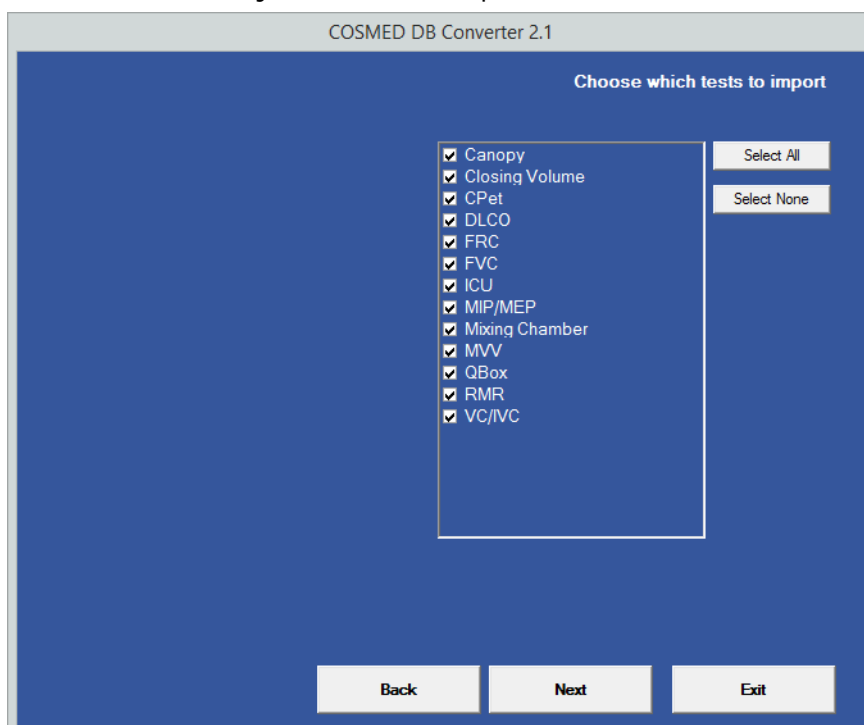 COSMED DB Converter 2.1
Choose which tests to import
Canopy
Closing Volume
CPet
DLCO
FRC
FVC
ICU
MIP/MEP
Mixing Chamber
MVV
QBox
RMR
VC/IVC
Select All
Select None
Back
Next
Exit